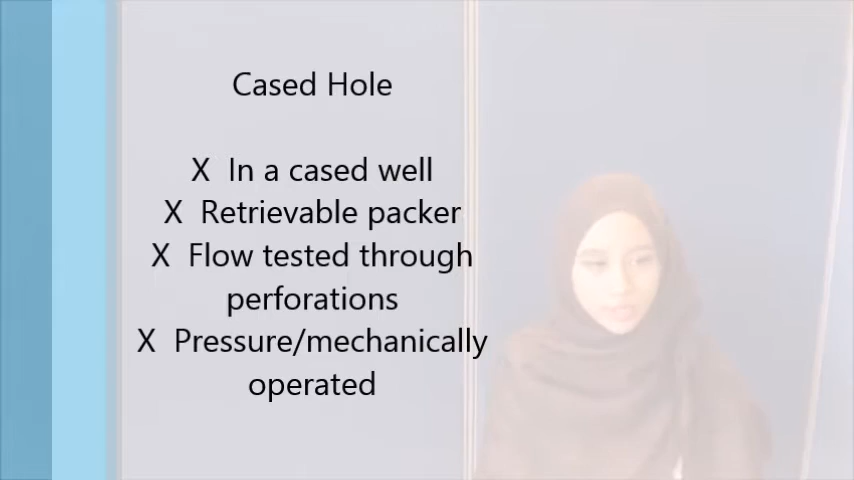 Cased Hole
X In a cased well
X Retrievable packer
X Flow tested through
perforations
X Pressure/mechanically
operated